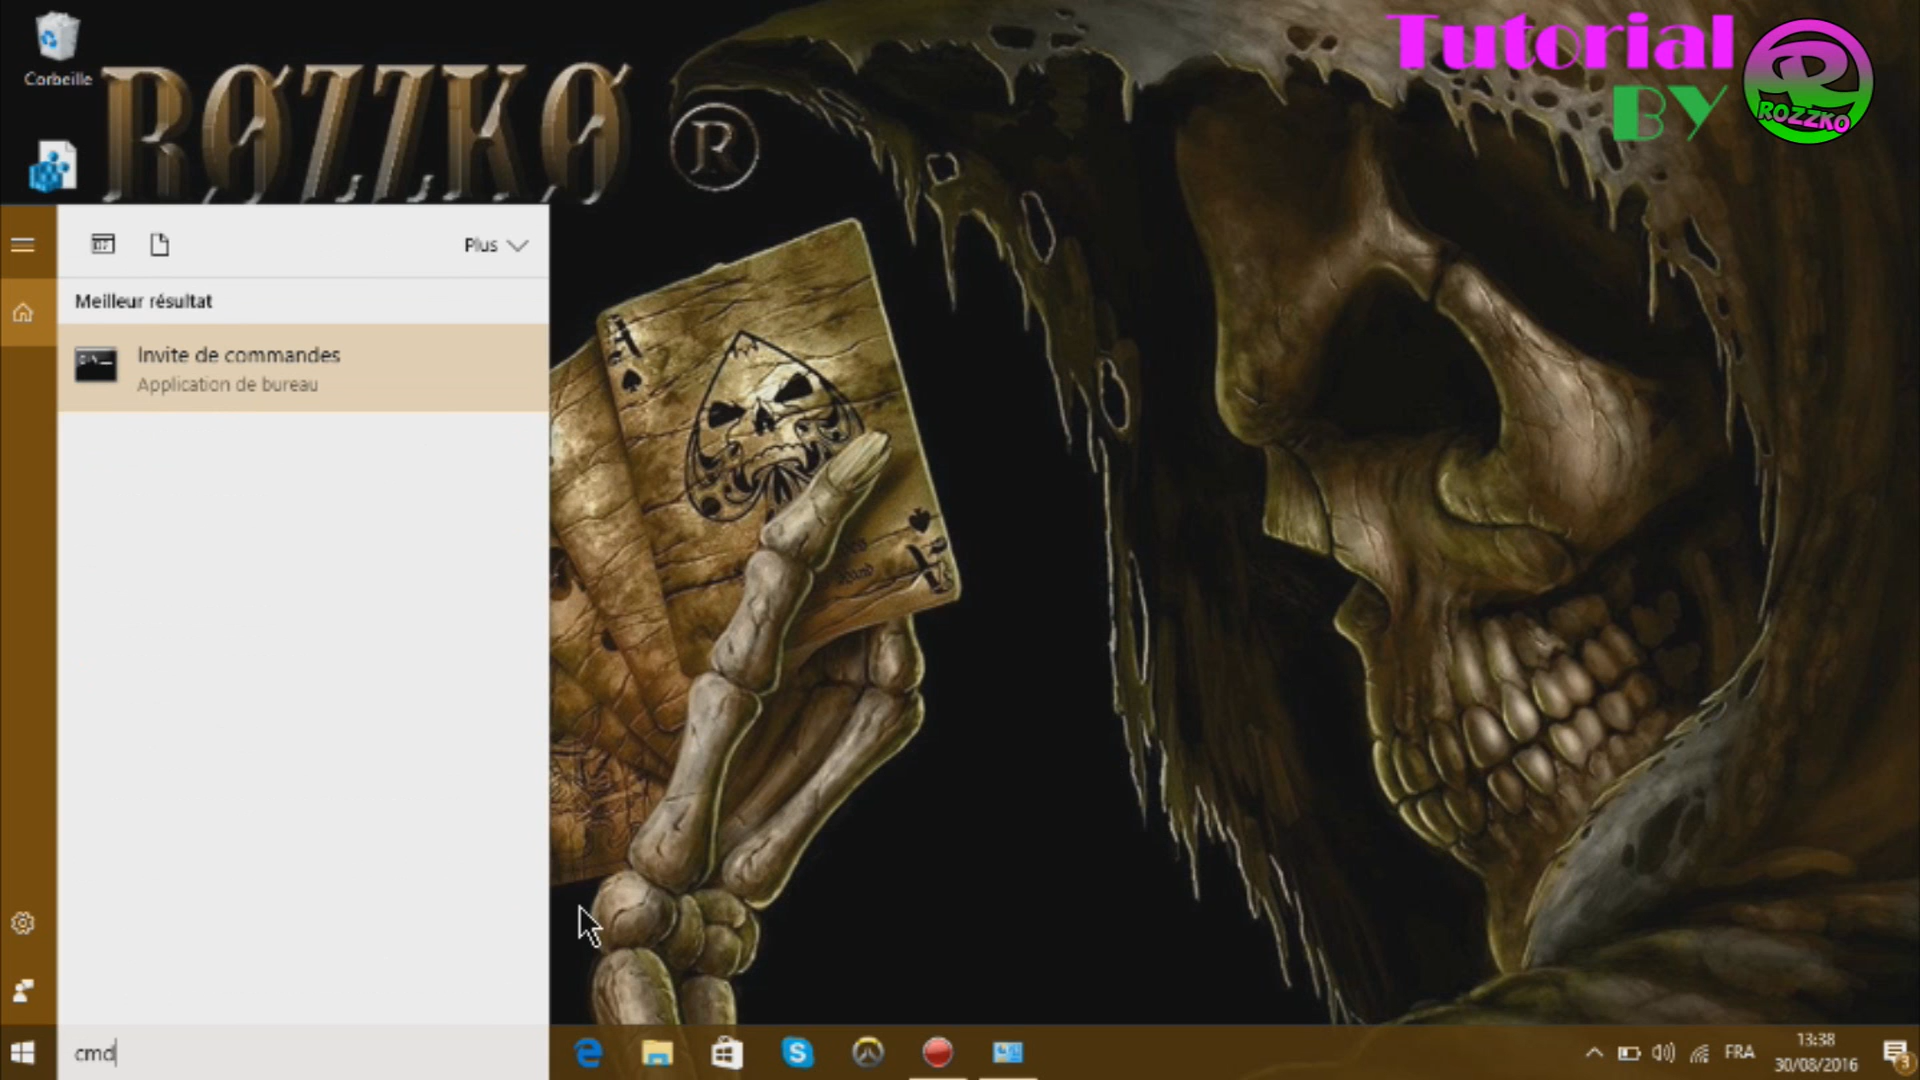 Corbeille
RØZZKØ ®
Tutorial
BY
ROZZKO
Plus
Meilleur résultat
Invite de commandes
Application de bureau
A
cmd
FRA
13:38
30/08/2016
3